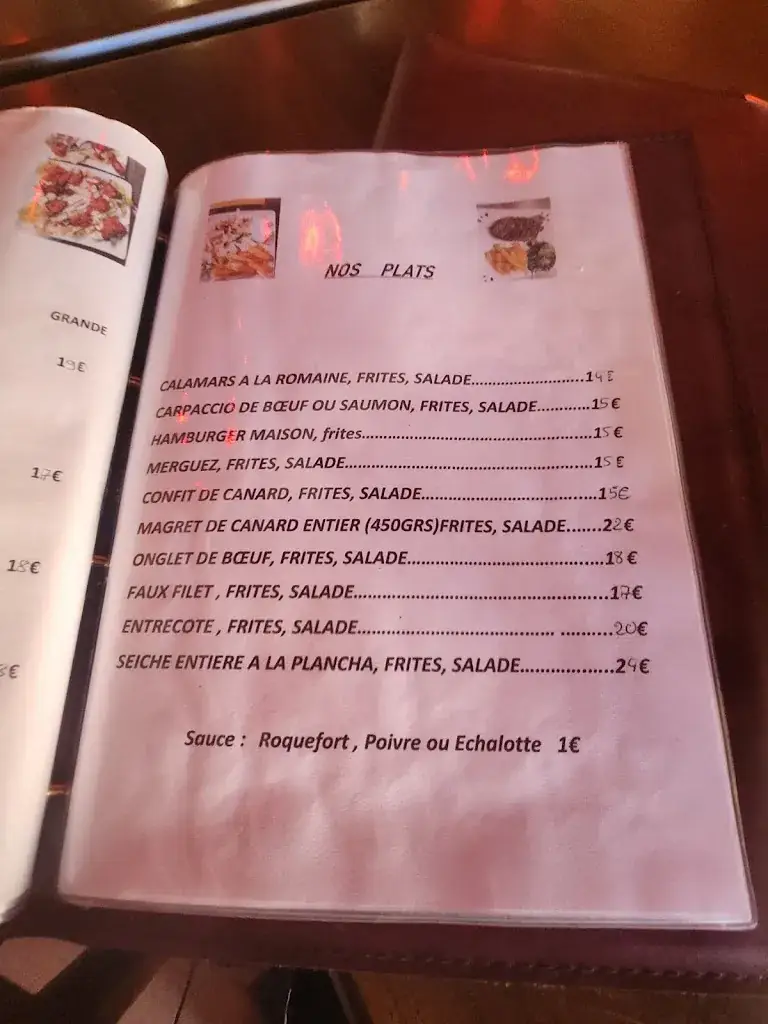 GRANDE
19€
17€
18€
8€
NOS PLATS
CALAMARS A LA ROMAINE, FRITES, SALADE.........................14€
CARPACCIO DE BŒUF OU SAUMON, FRITES, SALADE............15€
HAMBURGER MAISON, frites....................................................15€
MERGUEZ, FRITES, SALADE.......................................................15€
CONFIT DE CANARD, FRITES, SALADE.......................................15€
MAGRET DE CANARD ENTIER (450GRS)FRITES, SALADE.......22€
ONGLET DE BŒUF, FRITES, SALADE...........................................18€
FAUX FILET , FRITES, SALADE.....................................................17€
ENTRECOTE , FRITES, SALADE......................................... ..........20€
SEICHE ENTIERE A LA PLANCHA, FRITES, SALADE..................24€
Sauce : Roquefort , Poivre ou Echalotte 1€